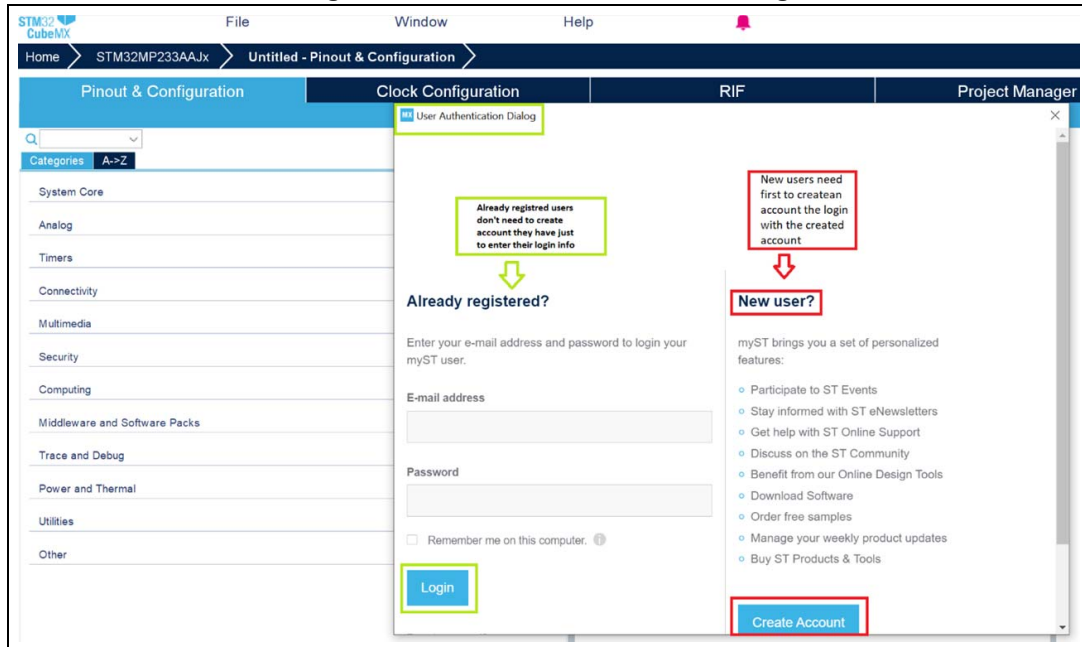 STM32
CubeMX
File
Window
Help
Home
STM32MP233AAJx
Untitled - Pinout & Configuration
Pinout & Configuration
Clock Configuration
RIF
Project Manager
MX User Authentication Dialog
Categories
A->Z
System Core
Analog
Timers
Connectivity
Multimedia
Security
Computing
Middleware and Software Packs
Trace and Debug
Power and Thermal
Utilities
Other
Already registred users
don't need to create
account they have just
to enter their login info
Already registered?
Enter your e-mail address and password to login your
myST user.
E-mail address
Password
Remember me on this computer.
Login
New users need
first to createan
account the login
with the created
account
New user?
myST brings you a set of personalized
features:
Participate to ST Events
Stay informed with ST eNewsletters
Get help with ST Online Support
Discuss on the ST Community
Benefit from our Online Design Tools
Download Software
Order free samples
Manage your weekly product updates
Buy ST Products & Tools
Create Account